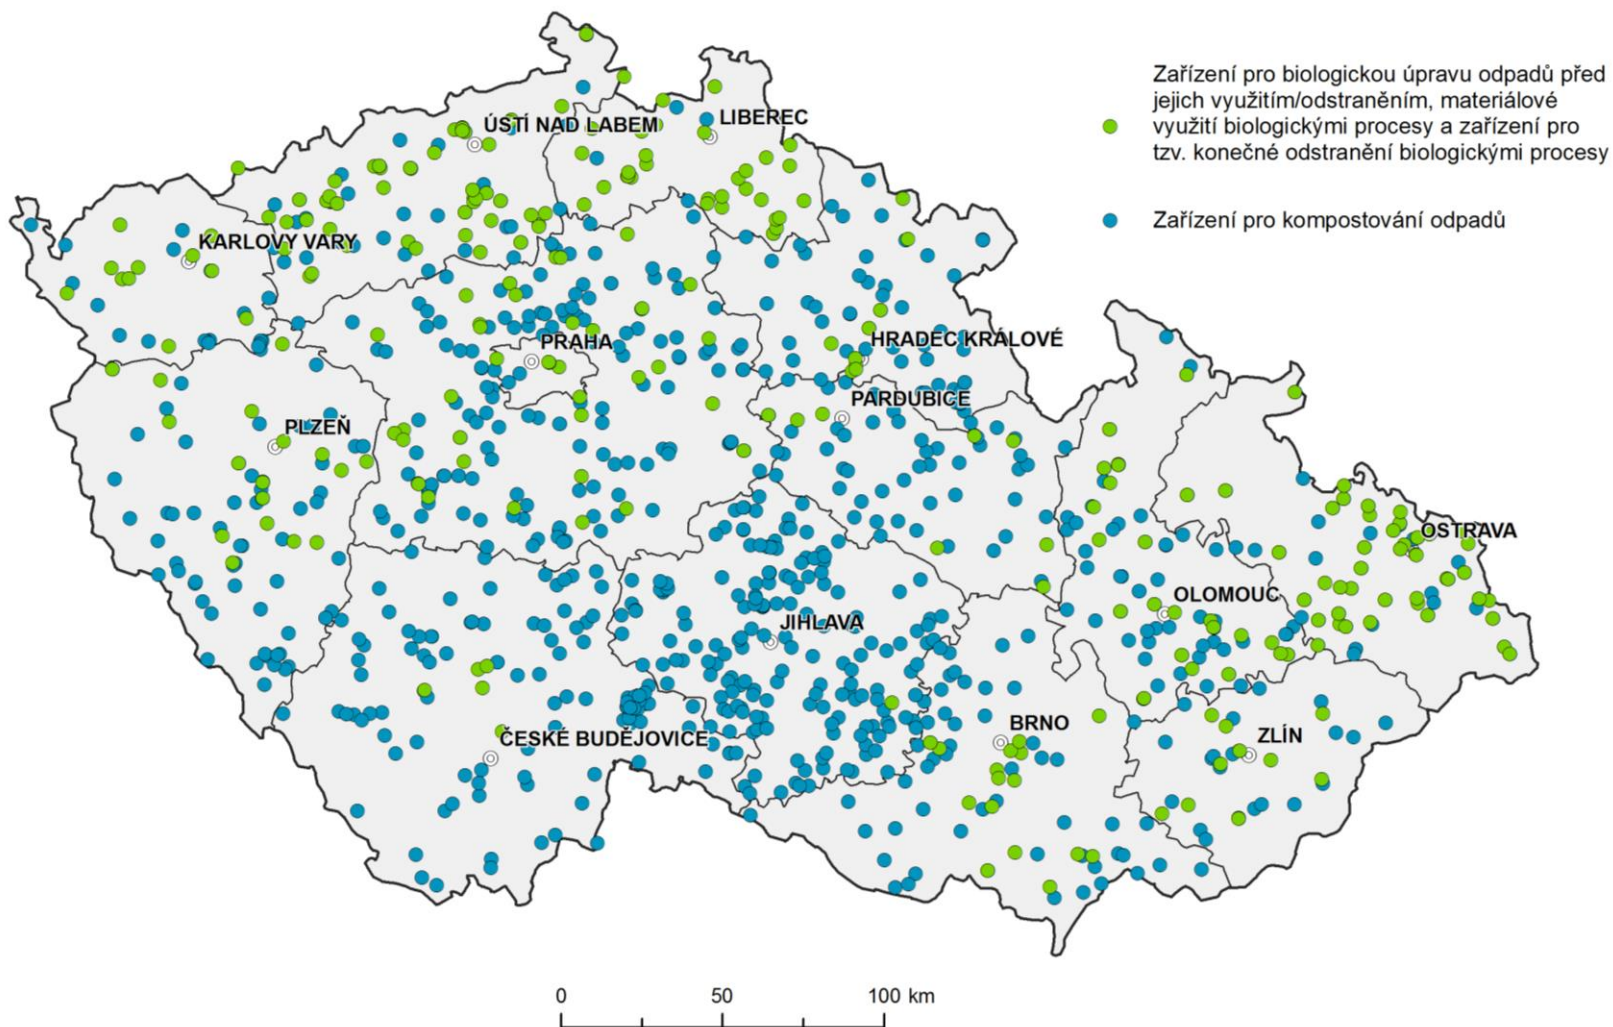 Zařízení pro biologickou úpravu odpadů před
jejich využitím/odstraněním, materiálové
využití biologickými procesy a zařízení pro
tzv. konečné odstranění biologickými procesy
Zařízení pro kompostování odpadů
ÚSTÍ NAD LABEM
LIBEREC
KARLOVY VARY
PRAHA
HRADEC KRÁLOVÉ
PARDUBICE
PLZEŇ
OSTRAVA
OLOMOUC
JIHLAVA
BRNO
ZLÍN
ČESKÉ BUDĚJOVICE
0 50 100 km